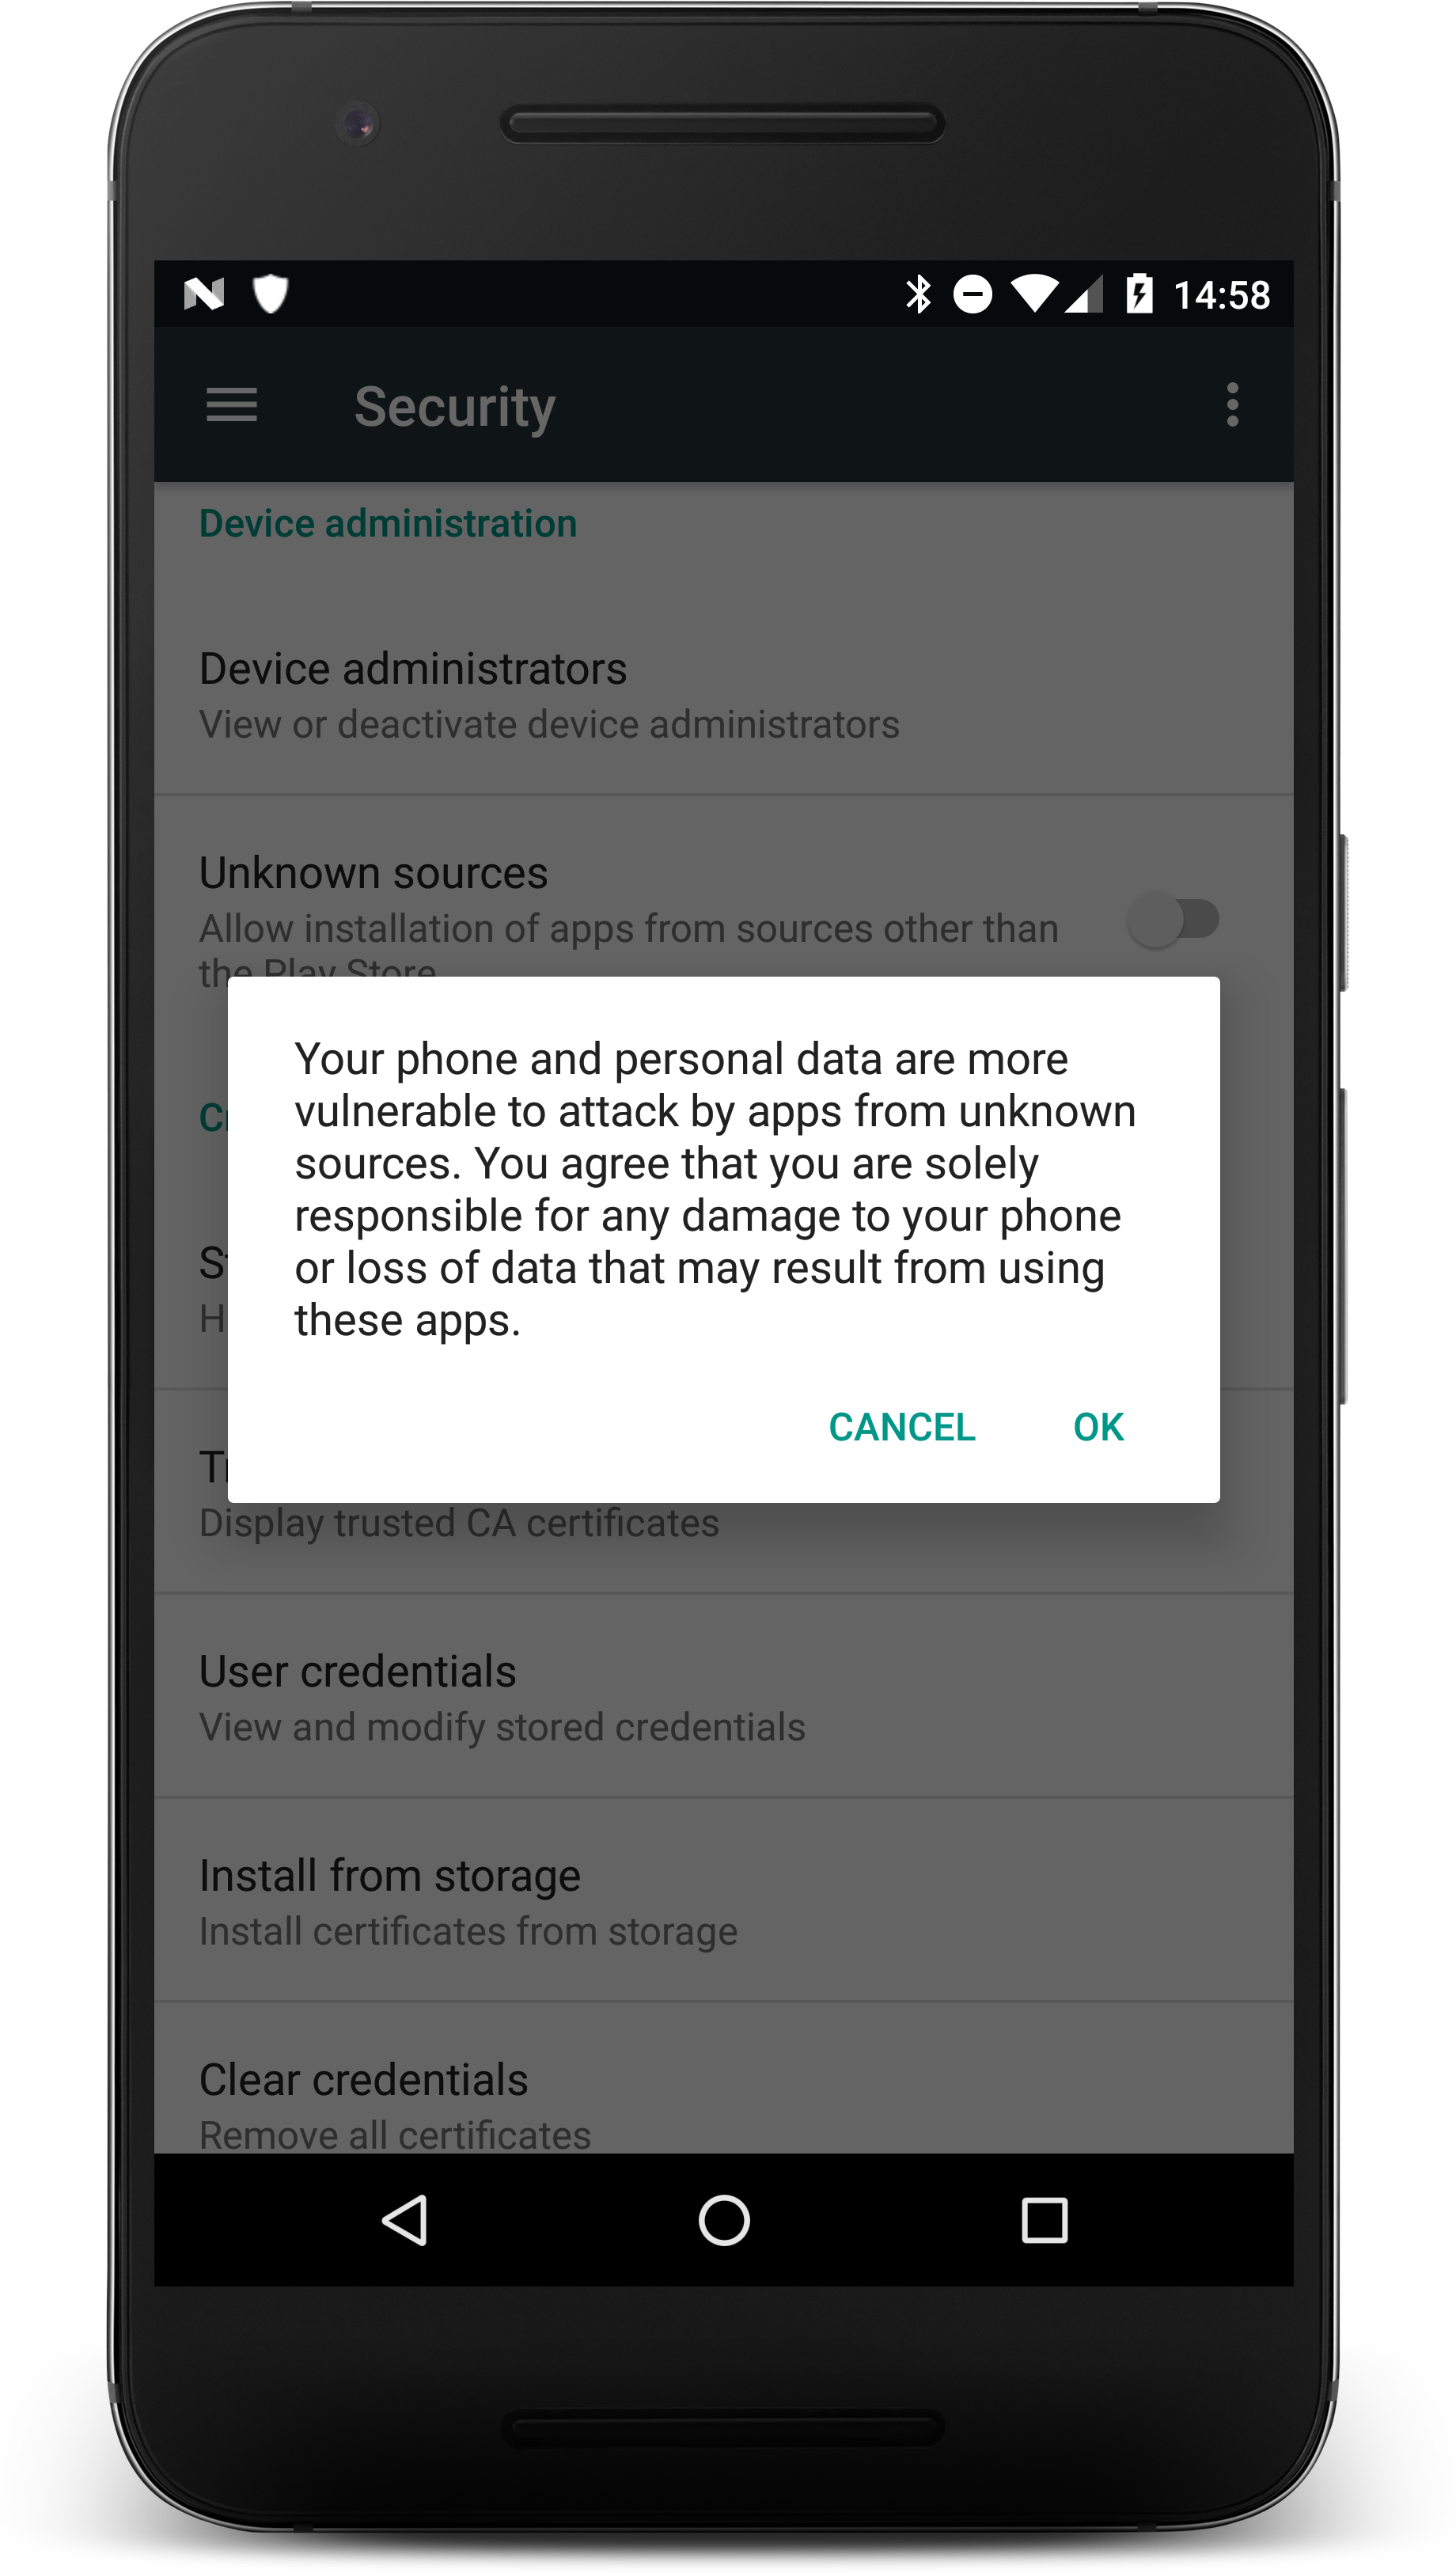 14:58
Security
Device administration
Device administrators
View or deactivate device administrators
Unknown sources
Allow installation of apps from sources other than
the Play Store
Your phone and personal data are more
vulnerable to attack by apps from unknown
sources. You agree that you are solely
responsible for any damage to your phone
or loss of data that may result from using
these apps.
CANCEL OK
Display trusted CA certificates
User credentials
View and modify stored credentials
Install from storage
Install certificates from storage
Clear credentials
Remove all certificates